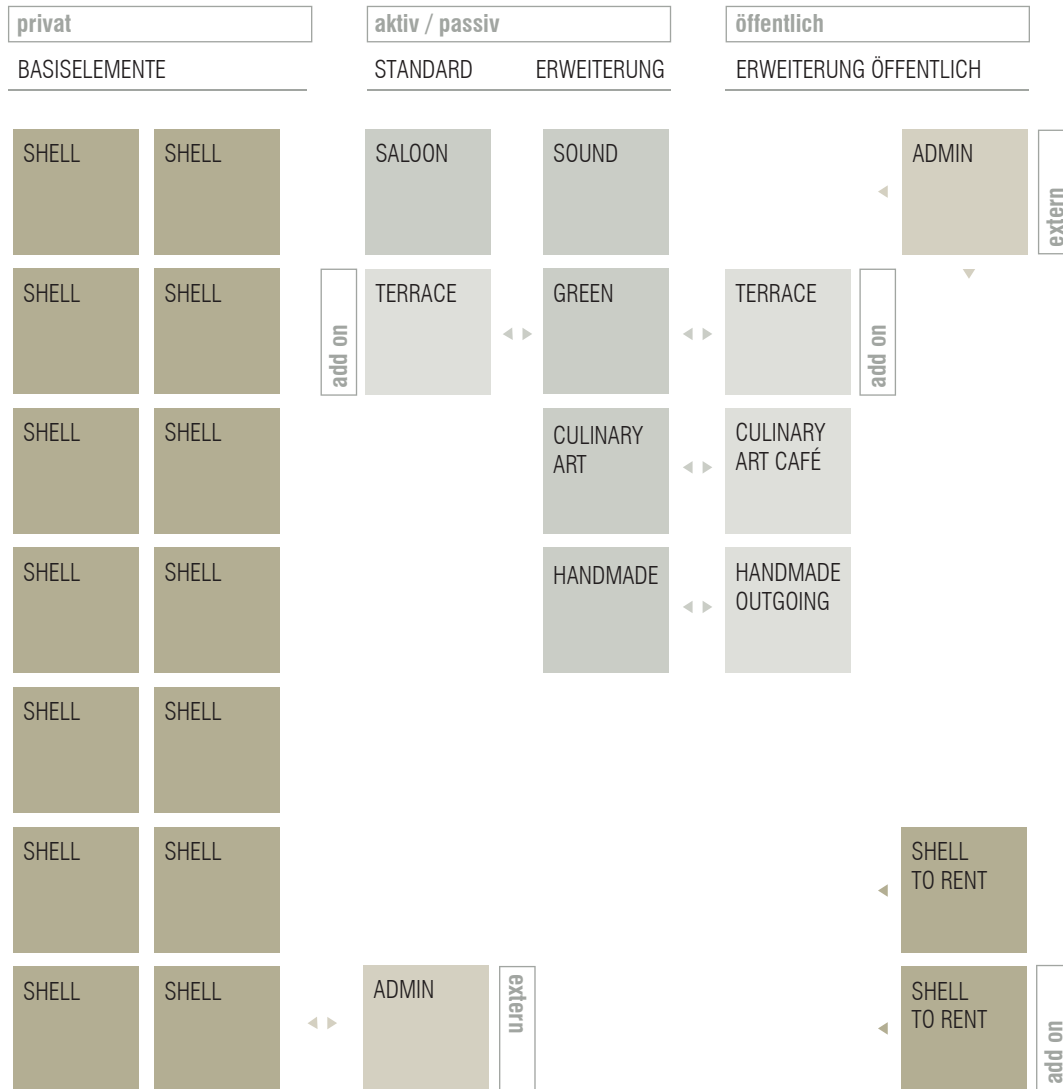 privat
aktiv / passiv
öffentlich
BASISELEMENTE
STANDARD
ERWEITERUNG
ERWEITERUNG ÖFFENTLICH
SHELL
SHELL
SALOON
SOUND
ADMIN
extern
SHELL
SHELL
add on
TERRACE
GREEN
TERRACE
add on
SHELL
SHELL
CULINARY
ART
CULINARY
ART CAFÉ
SHELL
SHELL
HANDMADE
HANDMADE
OUTGOING
SHELL
SHELL
SHELL
SHELL
SHELL
TO RENT
SHELL
SHELL
ADMIN
extern
SHELL
TO RENT
add on